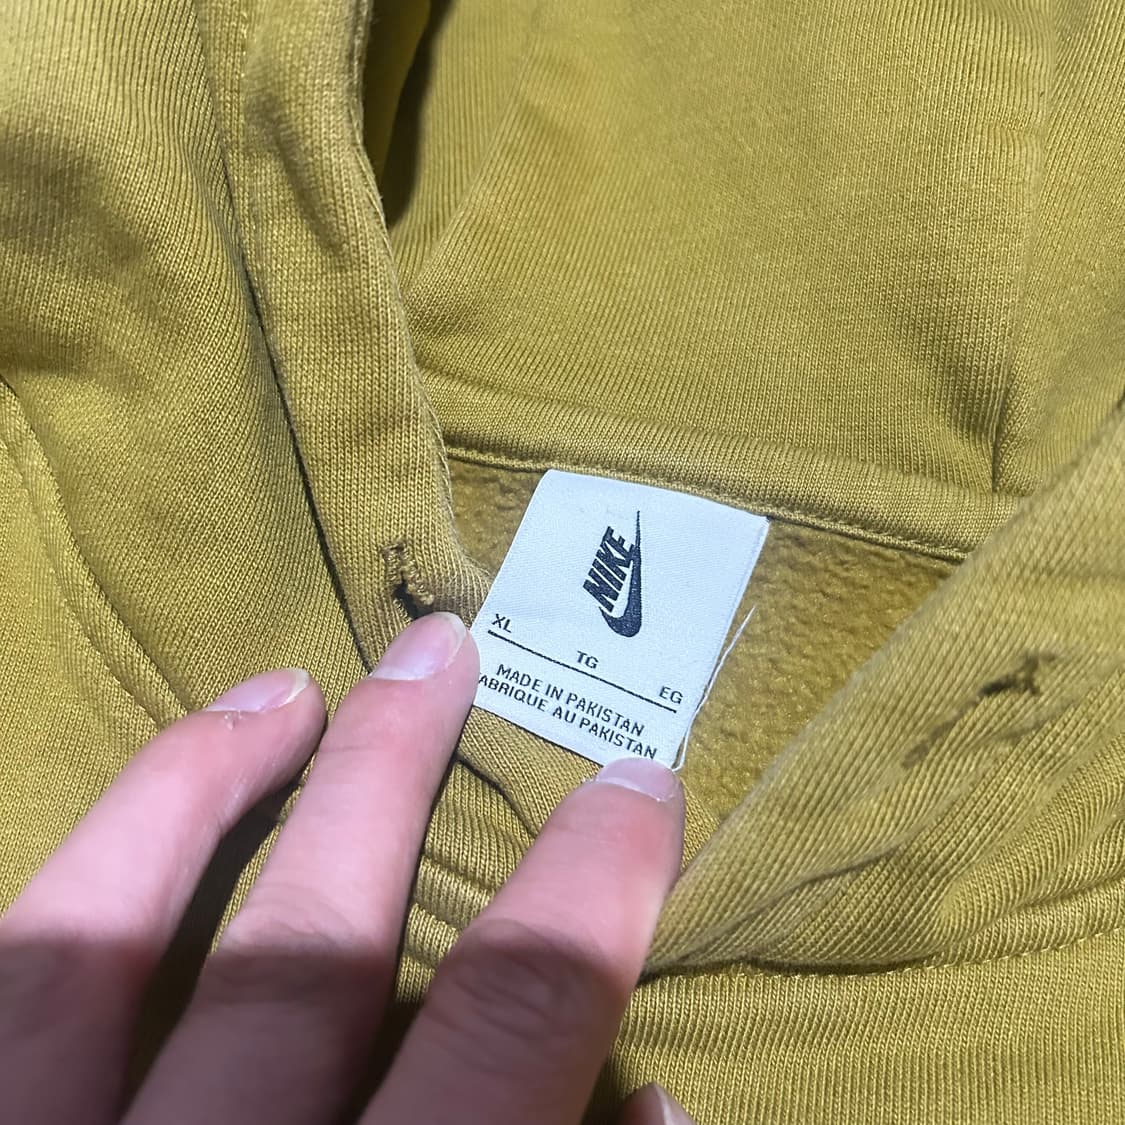 NIKE
XL
TG
EG
MADE IN PAKISTAN
ABRIQUE AU PAKISTAN